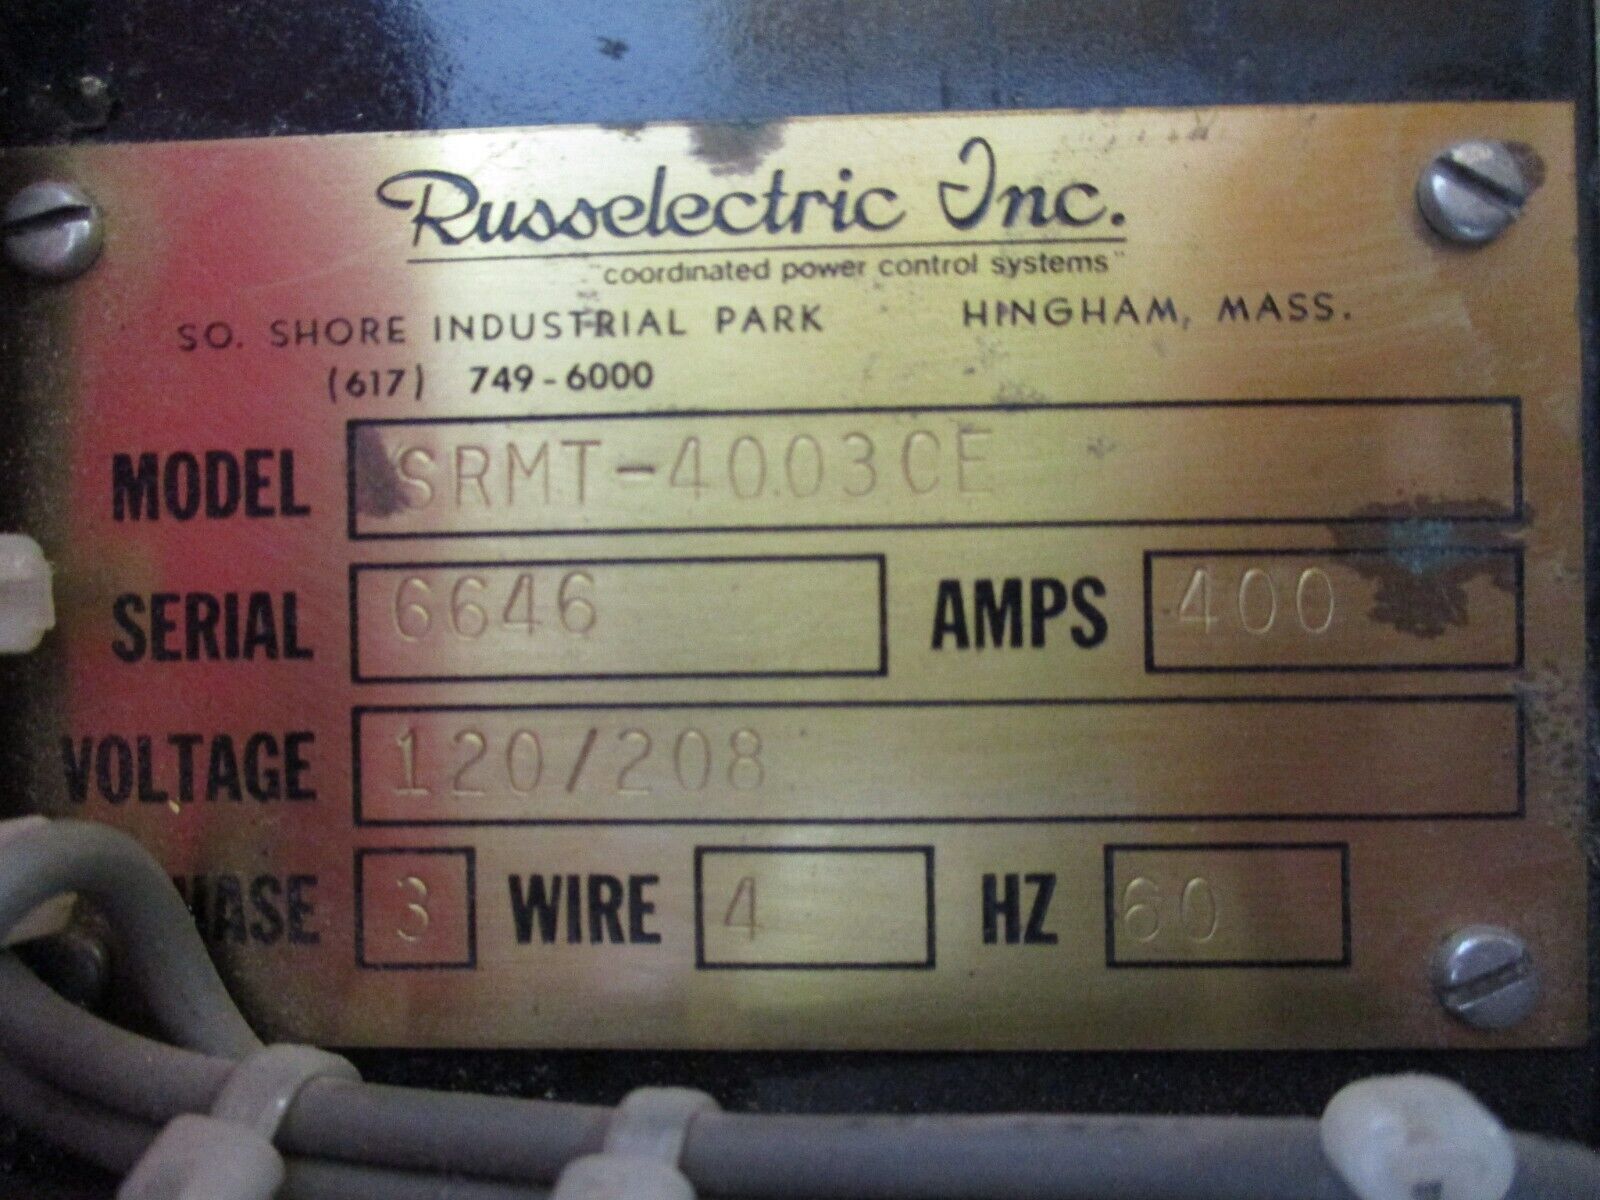 Russelectric Inc.
"coordinated power control systems"
SO. SHORE INDUSTRIAL PARK HINGHAM, MASS.
(617) 749-6000
MODEL SRMT-4003CE
SERIAL 6646 AMPS 400
VOLTAGE 120/208
HASE 3 WIRE 4 HZ 60